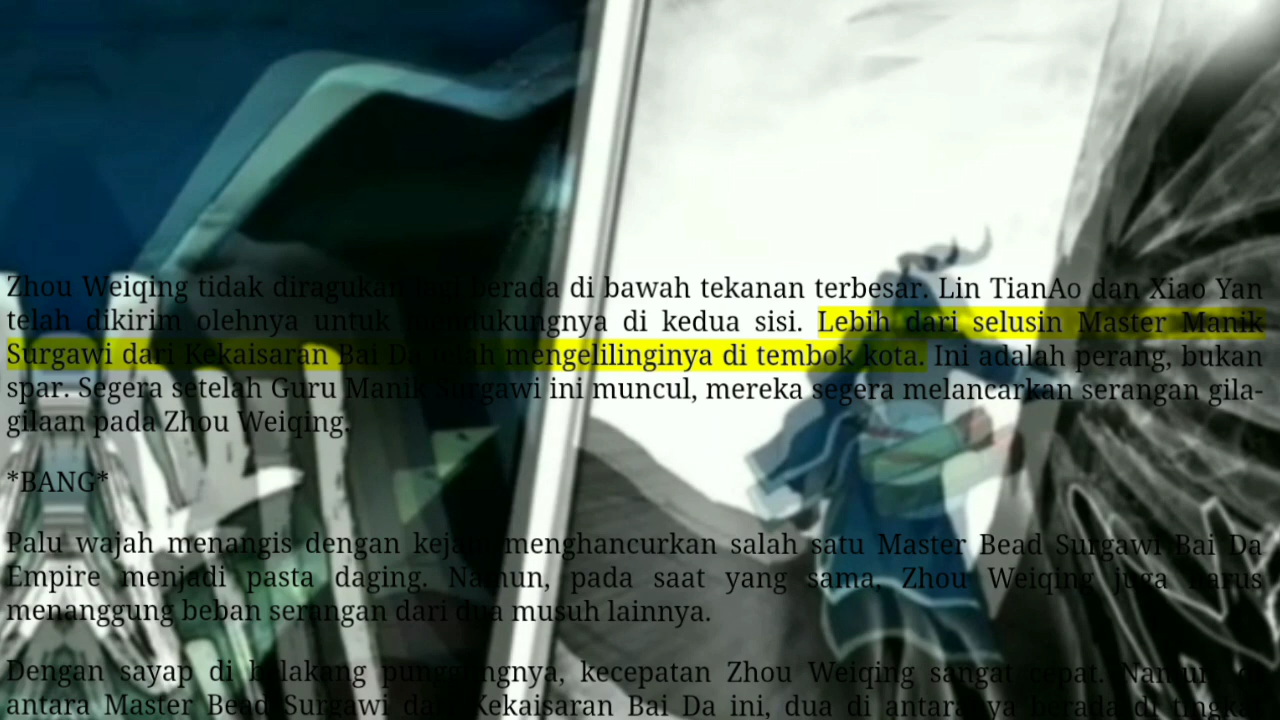 Zhou Weiqing tidak diragukan lagi berada di bawah tekanan terbesar. Lin TianAo dan Xiao Yan
telah dikirim olehnya untuk mendukungnya di kedua sisi. Lebih dari selusin Master Manik
Surgawi dari Kekaisaran Bai Da telah mengelilinginya di tembok kota. Ini adalah perang, bukan
spar. Segera setelah Guru Manik Surgawi ini muncul, mereka segera melancarkan serangan gila-
gilaan pada Zhou Weiqing.
*BANG*
Palu wajah menangis dengan kejam menghancurkan salah satu Master Bead Surgawi Bai Da
Empire menjadi pasta daging. Namun, pada saat yang sama, Zhou Weiqing juga harus
menanggung beban serangan dari dua musuh lainnya.
Dengan sayap di belakang punggungnya, kecepatan Zhou Weiqing sangat cepat. Namun, di
antara Master Bead Surgawi dari Kekaisaran Bai Da ini, dua di antaranya berada di tingkat